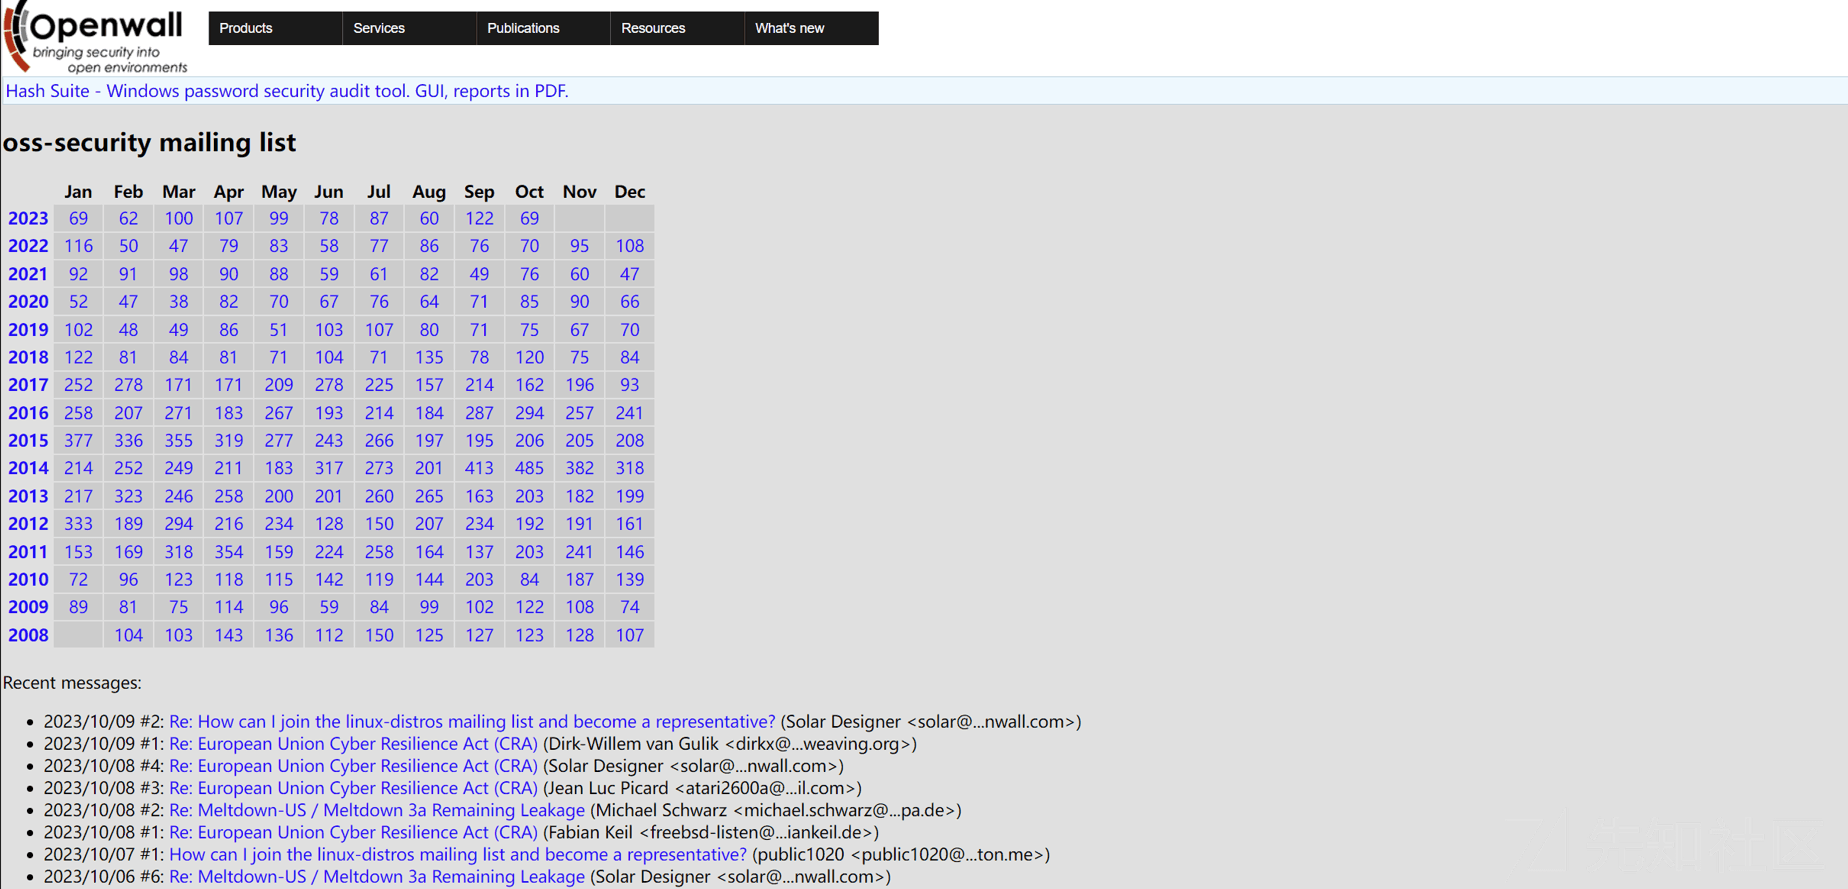 Openwall
bringing security into
open environments
Products Services Publications Resources What's new
Hash Suite - Windows password security audit tool. GUI, reports in PDF.
oss-security mailing list
Jan Feb Mar Apr May Jun Jul Aug Sep Oct Nov Dec
2023 69 62 100 107 99 78 87 60 122 69
2022 116 50 47 79 83 58 77 86 76 70 95 108
2021 92 91 98 90 88 59 61 82 49 76 60 47
2020 52 47 38 82 70 67 76 64 71 85 90 66
2019 102 48 49 86 51 103 107 80 71 75 67 70
2018 122 81 84 81 71 104 71 135 78 120 75 84
2017 252 278 171 171 209 278 225 157 214 162 196 93
2016 258 207 271 183 267 193 214 184 287 294 257 241
2015 377 336 355 319 277 243 266 197 195 206 205 208
2014 214 252 249 211 183 317 273 201 413 485 382 318
2013 217 323 246 258 200 201 260 265 163 203 182 199
2012 333 189 294 216 234 128 150 207 234 192 191 161
2011 153 169 318 354 159 224 258 164 137 203 241 146
2010 72 96 123 118 115 142 119 144 203 84 187 139
2009 89 81 75 114 96 59 84 99 102 122 108 74
2008 104 103 143 136 112 150 125 127 123 128 107
Recent messages:
• 2023/10/09 #2: Re: How can I join the linux-distros mailing list and become a representative? (Solar Designer <solar@...nwall.com>)
• 2023/10/09 #1: Re: European Union Cyber Resilience Act (CRA) (Dirk-Willem van Gulik <dirkx@...weaving.org>)
• 2023/10/08 #4: Re: European Union Cyber Resilience Act (CRA) (Solar Designer <solar@...nwall.com>)
• 2023/10/08 #3: Re: European Union Cyber Resilience Act (CRA) (Jean Luc Picard <atari2600a@...il.com>)
• 2023/10/08 #2: Re: Meltdown-US / Meltdown 3a Remaining Leakage (Michael Schwarz <michael.schwarz@...pa.de>)
• 2023/10/08 #1: Re: European Union Cyber Resilience Act (CRA) (Fabian Keil <freebsd-listen@...iankeil.de>)
• 2023/10/07 #1: How can I join the linux-distros mailing list and become a representative? (public1020 <public1020@...ton.me>)
• 2023/10/06 #6: Re: Meltdown-US / Meltdown 3a Remaining Leakage (Solar Designer <solar@...nwall.com>)